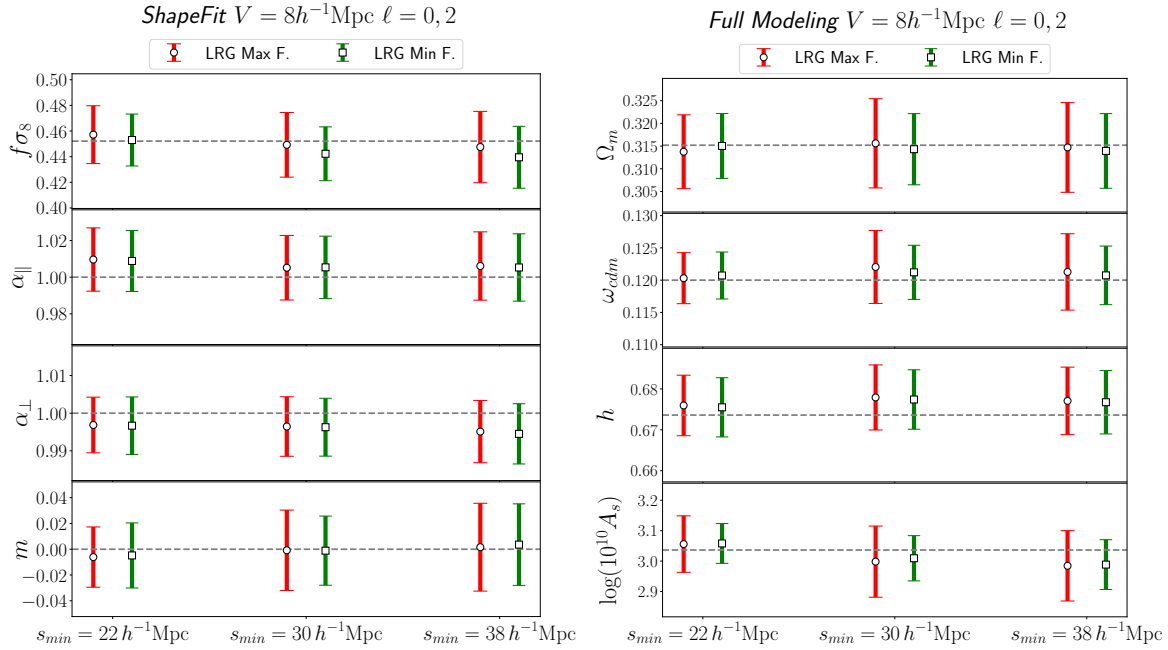 ShapeFit V = 8h⁻¹Mpc ℓ = 0, 2
LRG Max F. LRG Min F.
0.50
0.48
0.46
0.44
0.42
0.40
fσ₈
1.02
1.00
0.98
α∥
1.01
1.00
0.99
α⊥
0.04
0.02
0.00
−0.02
−0.04
m
s_min = 22 h⁻¹Mpc s_min = 30 h⁻¹Mpc s_min = 38 h⁻¹Mpc
Full Modeling V = 8h⁻¹Mpc ℓ = 0, 2
LRG Max F. LRG Min F.
0.325
0.320
0.315
0.310
0.305
Ω_m
0.130
0.125
0.120
0.115
0.110
ω_cdm
0.68
0.67
0.66
h
3.2
3.1
3.0
2.9
log(10¹⁰A_s)
s_min = 22 h⁻¹Mpc s_min = 30 h⁻¹Mpc s_min = 38 h⁻¹Mpc